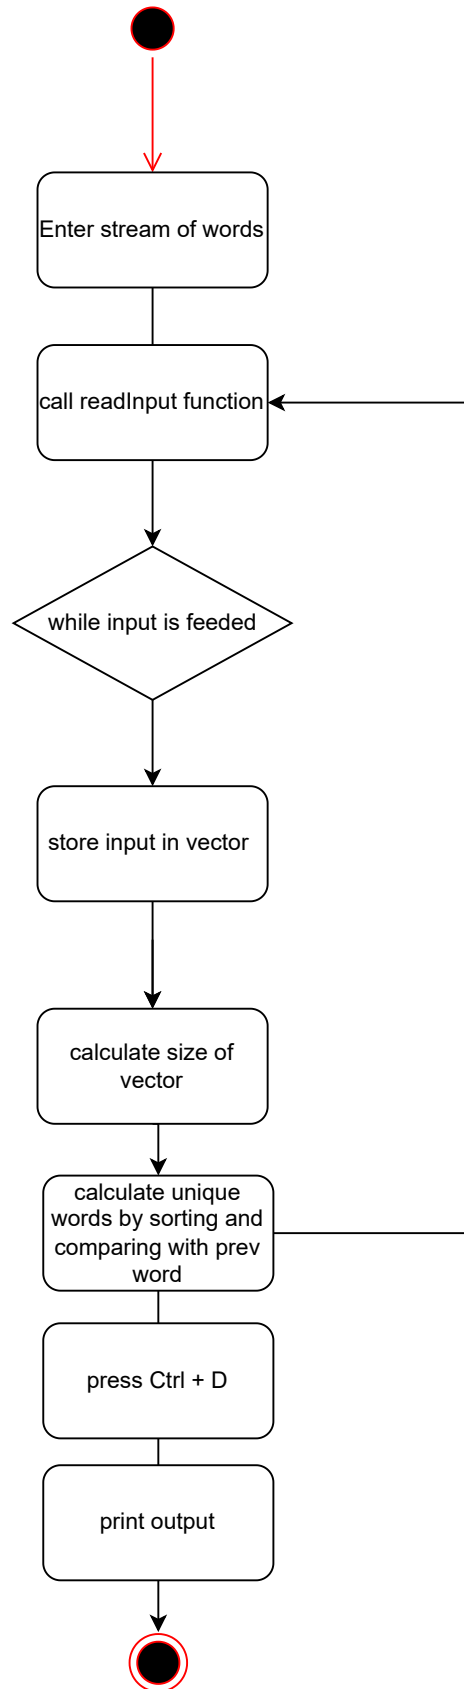 Enter stream of words
call readInput function
while input is feeded
store input in vector
calculate size of
vector
calculate unique
words by sorting and
comparing with prev
word
press Ctrl + D
print output